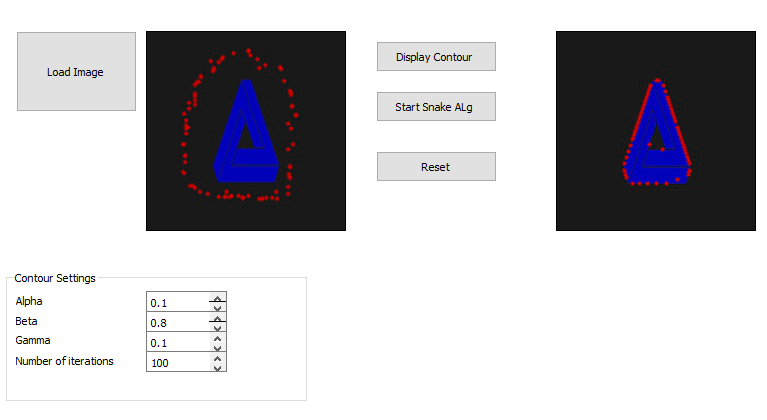 Load Image
Display Contour
Start Snake ALg
Reset
Contour Settings
Alpha 0.1
Beta 0.8
Gamma 0.1
Number of iterations 100